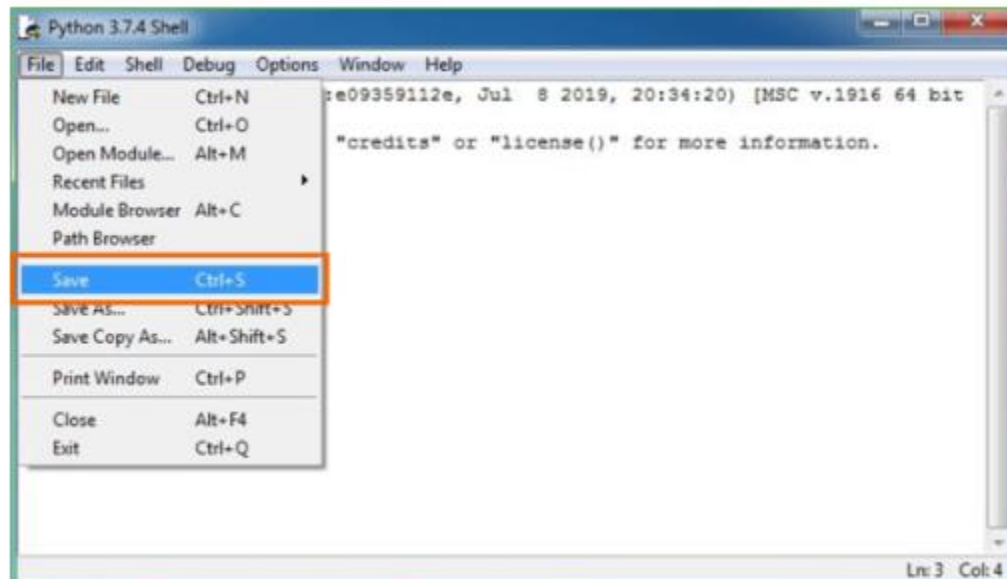 Python 3.7.4 Shell
File Edit Shell Debug Options Window Help
New File Ctrl+N
:e09359112e, Jul 8 2019, 20:34:20) [MSC v.1916 64 bit
Open... Ctrl+O
"credits" or "license()" for more information.
Open Module... Alt+M
Recent Files
Module Browser Alt+C
Path Browser
Save Ctrl+S
Save As... Ctrl+Shift+S
Save Copy As... Alt+Shift+S
Print Window Ctrl+P
Close Alt+F4
Exit Ctrl+Q
Ln: 3 Col: 4